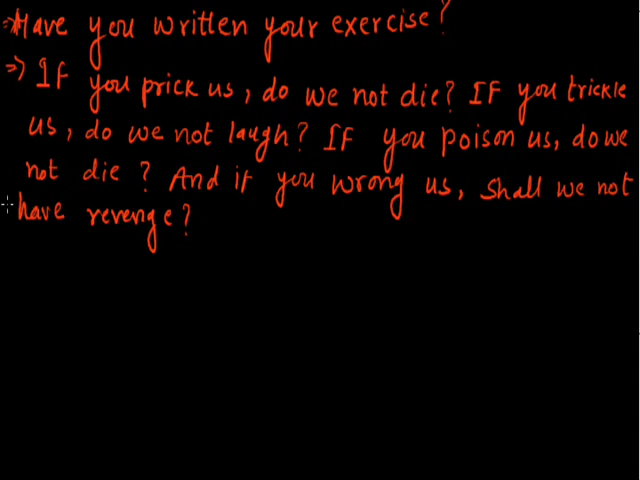 ⇒ Have you written your exercise?
⇒ If you prick us, do we not die? If you trickle
us, do we not laugh? If you poison us, do we
not die? And if you wrong us, shall we not
have revenge?